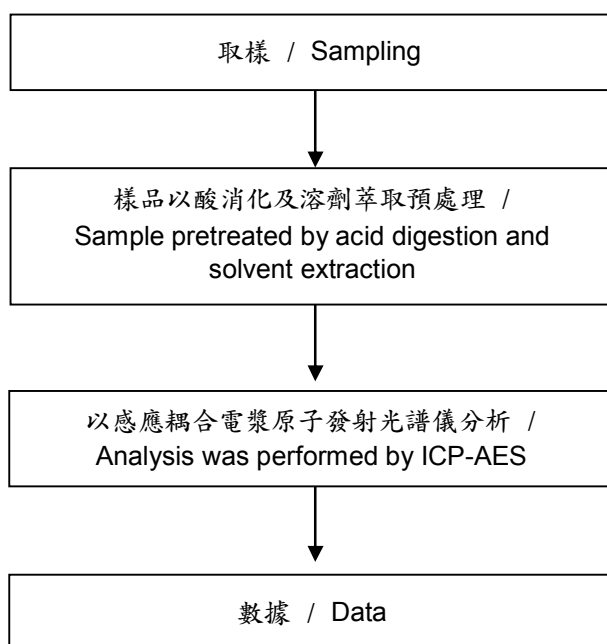 取樣 / Sampling
樣品以酸消化及溶劑萃取預處理 /
Sample pretreated by acid digestion and
solvent extraction
以感應耦合電漿原子發射光譜儀分析 /
Analysis was performed by ICP-AES
數據 / Data